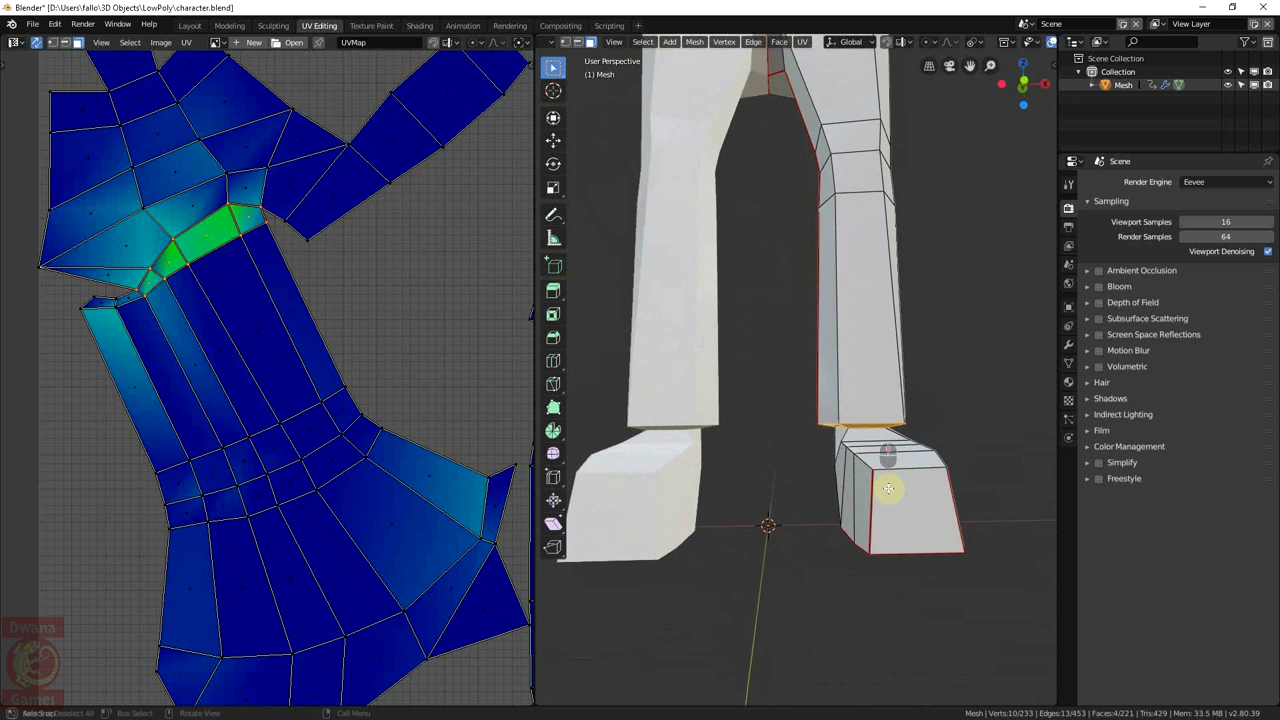 Blender* [D:\Users\fallo\3D Objects\LowPoly\character.blend]
File Edit Render Window Help Layout Modeling Sculpting UV Editing Texture Paint Shading Animation Rendering Compositing Scripting Scene View Layer
View Select Image UV New Open UVMap View Select Add Mesh Vertex Edge Face UV Global
User Perspective
(1) Mesh
Scene Collection
Collection
Mesh
Scene
Render Engine Eevee
Sampling
Viewport Samples 16
Render Samples 64
Viewport Denoising
Ambient Occlusion
Bloom
Depth of Field
Subsurface Scattering
Screen Space Reflections
Motion Blur
Volumetric
Hair
Shadows
Indirect Lighting
Film
Color Management
Simplify
Freestyle
Dwana
Games
Box Select Rotate View Call Menu Mesh | Verts:10/233 | Edges:13/453 | Faces:4/221 | Tris:429 | Mem: 33.5 MB | v2.80.39